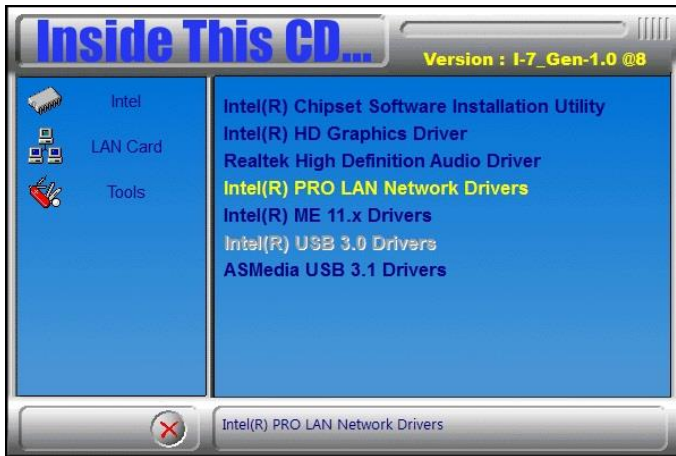 Inside This CD...
Version : I-7_Gen-1.0 @8
Intel
LAN Card
Tools
Intel(R) Chipset Software Installation Utility
Intel(R) HD Graphics Driver
Realtek High Definition Audio Driver
Intel(R) PRO LAN Network Drivers
Intel(R) ME 11.x Drivers
Intel(R) USB 3.0 Drivers
ASMedia USB 3.1 Drivers
Intel(R) PRO LAN Network Drivers